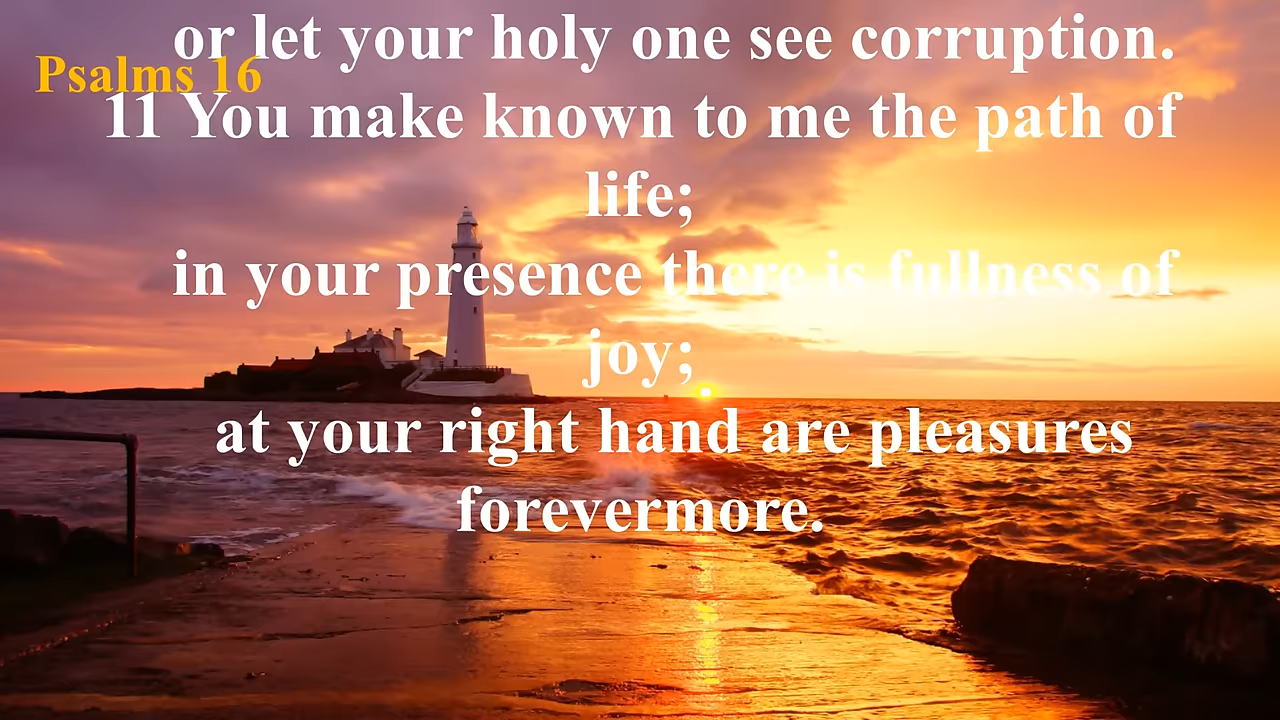 or let your holy one see corruption.
Psalms 16
11 You make known to me the path of
life;
in your presence there is fullness of
joy;
at your right hand are pleasures
forevermore.